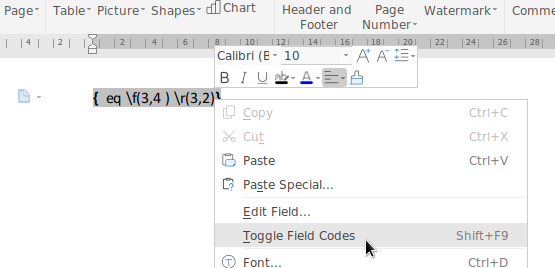 Page Table Picture Shapes Chart Header and Footer Page Number Watermark Comme
4 2 2 4 6 8 10 12 14 16 18 20 22 24 26 28
Calibri (B 10
B I U ab A
{ eq \f(3,4 ) \r(3,2)}
Copy Ctrl+C
Cut Ctrl+X
Paste Ctrl+V
Paste Special...
Edit Field...
Toggle Field Codes Shift+F9
Font... Ctrl+D